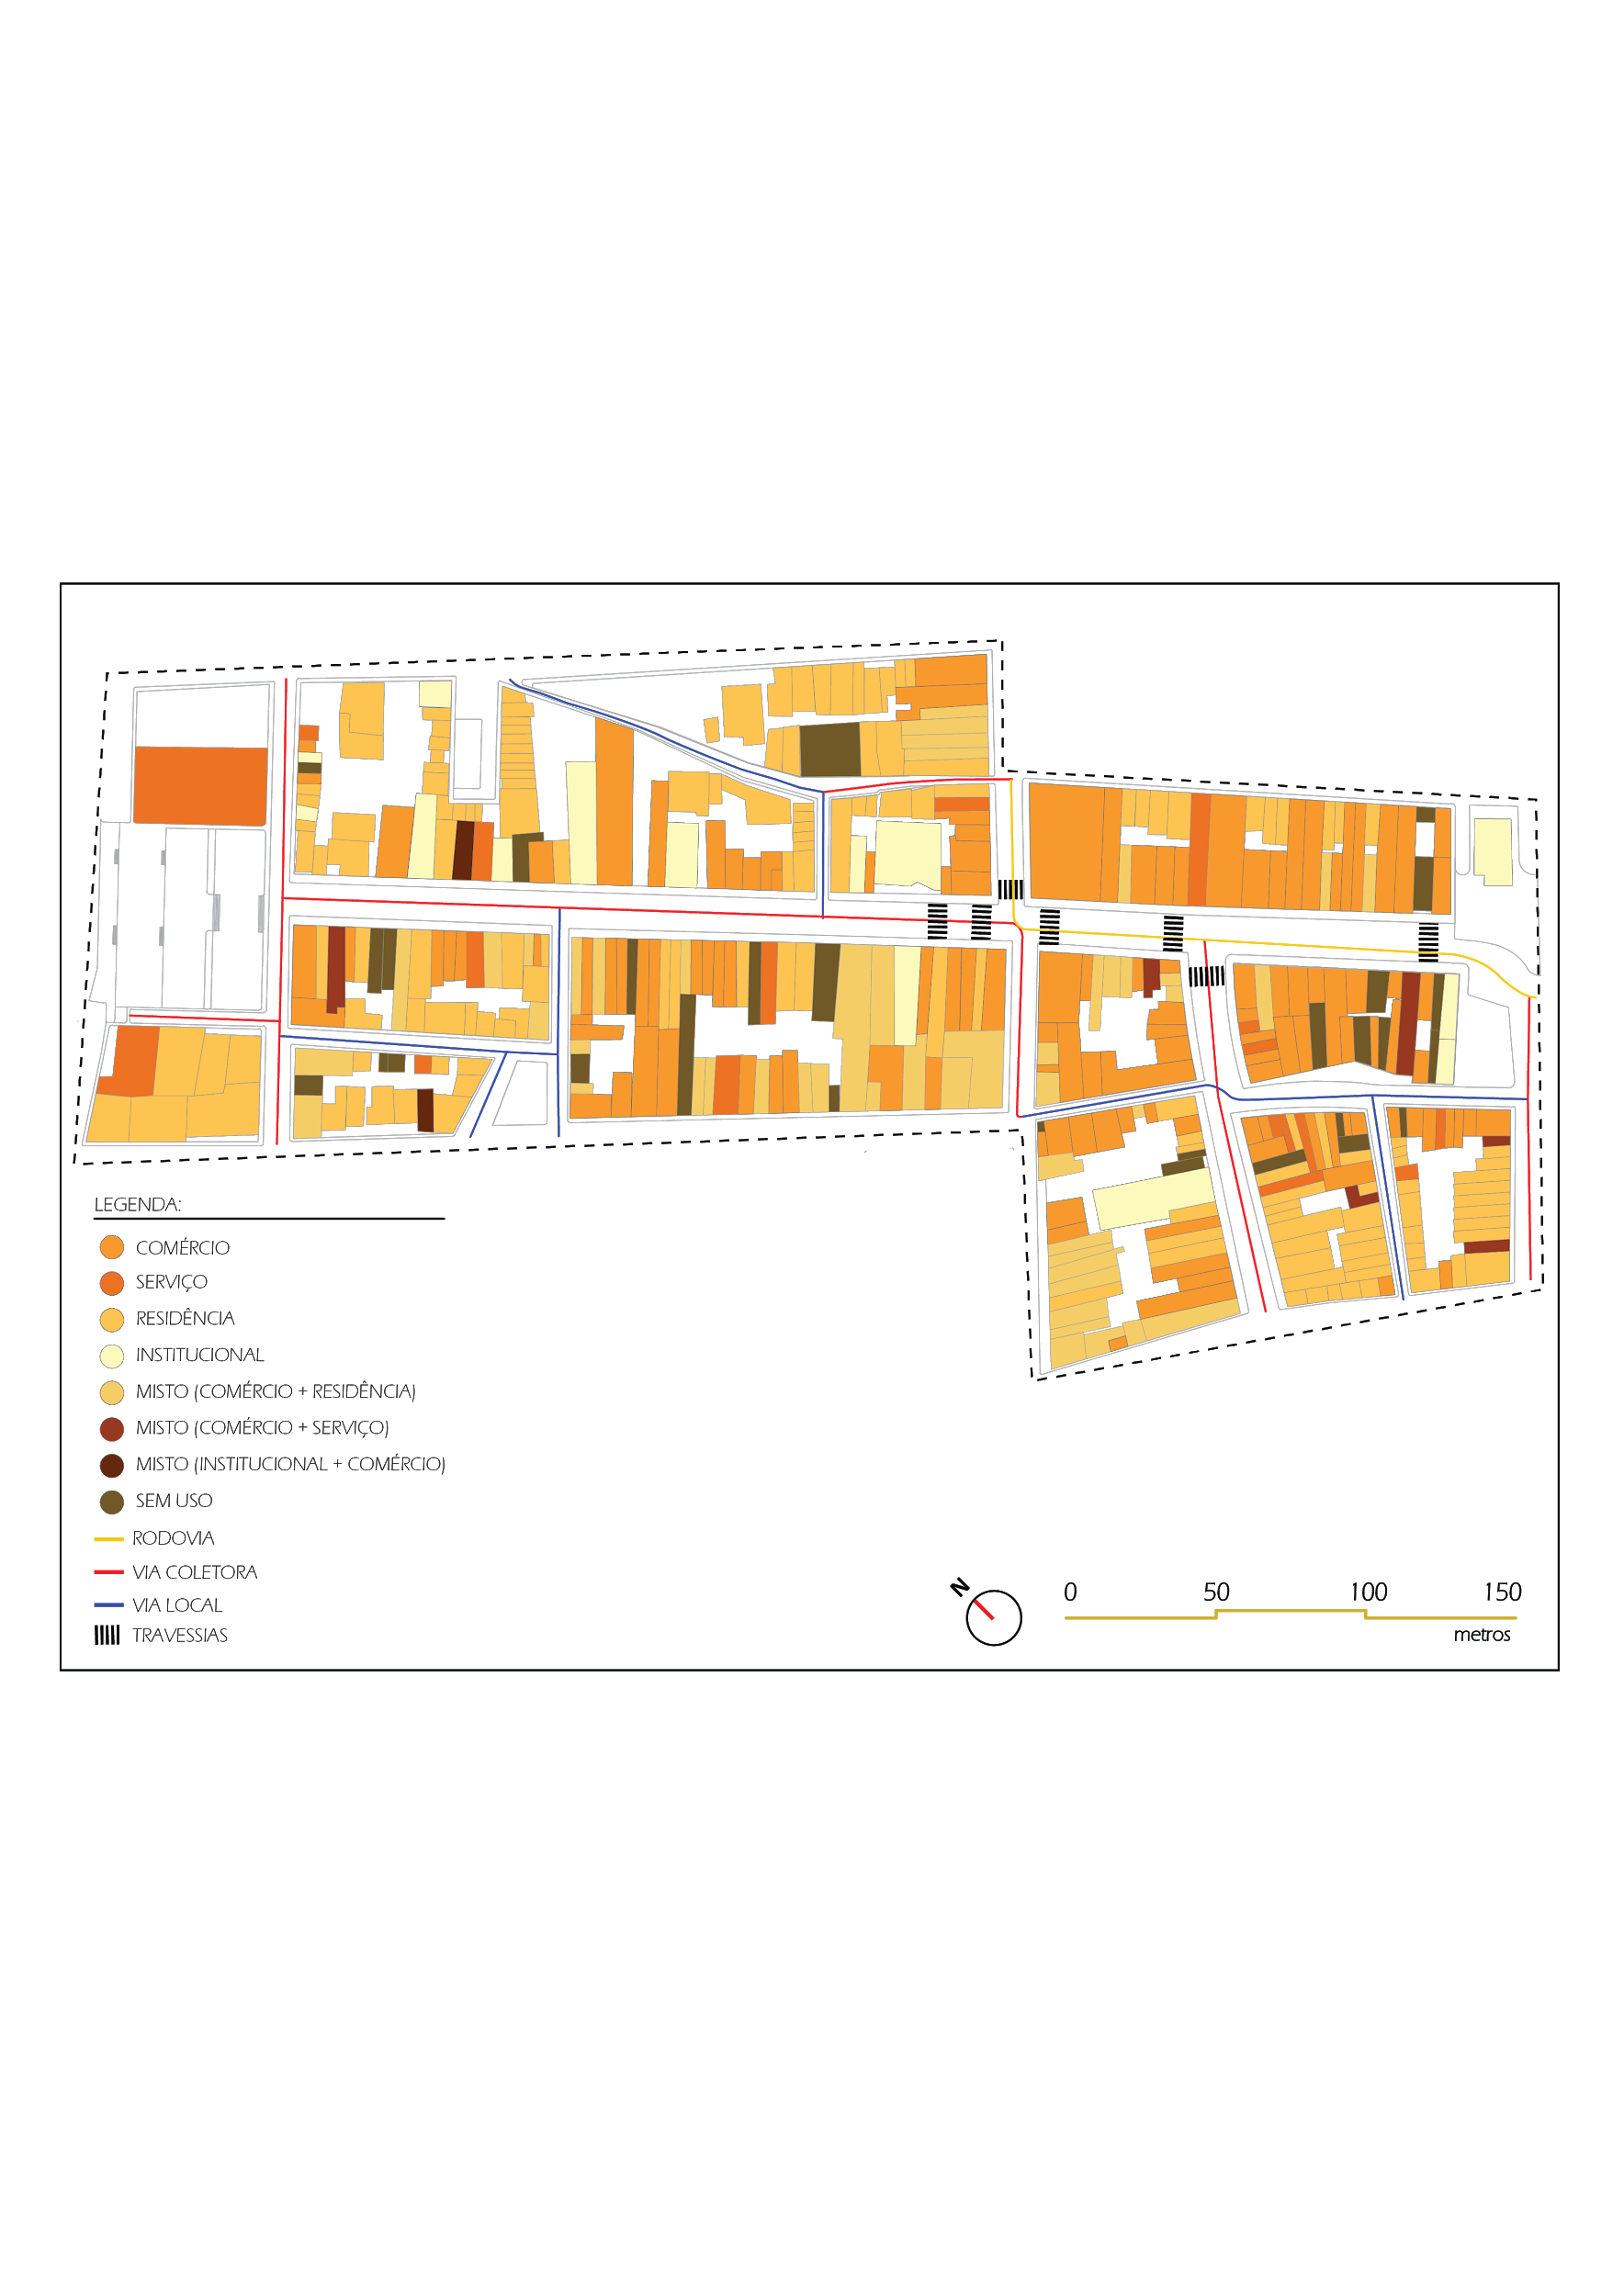 LEGENDA:
COMÉRCIO
SERVIÇO
RESIDÊNCIA
INSTITUCIONAL
MISTO (COMÉRCIO + RESIDÊNCIA)
MISTO (COMÉRCIO + SERVIÇO)
MISTO (INSTITUCIONAL + COMÉRCIO)
SEM USO
RODOVIA
VIA COLETORA
VIA LOCAL
TRAVESSIAS
N
0 50 100 150
metros